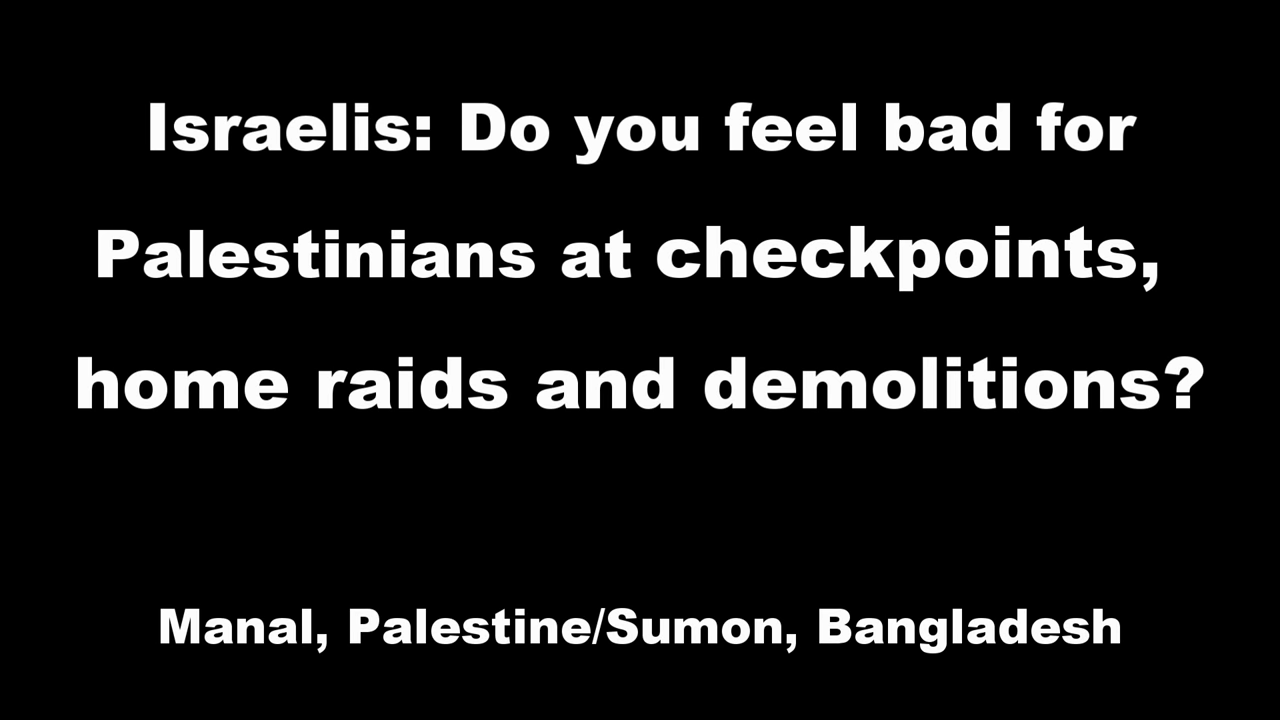 Israelis: Do you feel bad for
Palestinians at checkpoints,
home raids and demolitions?
Manal, Palestine/Sumon, Bangladesh